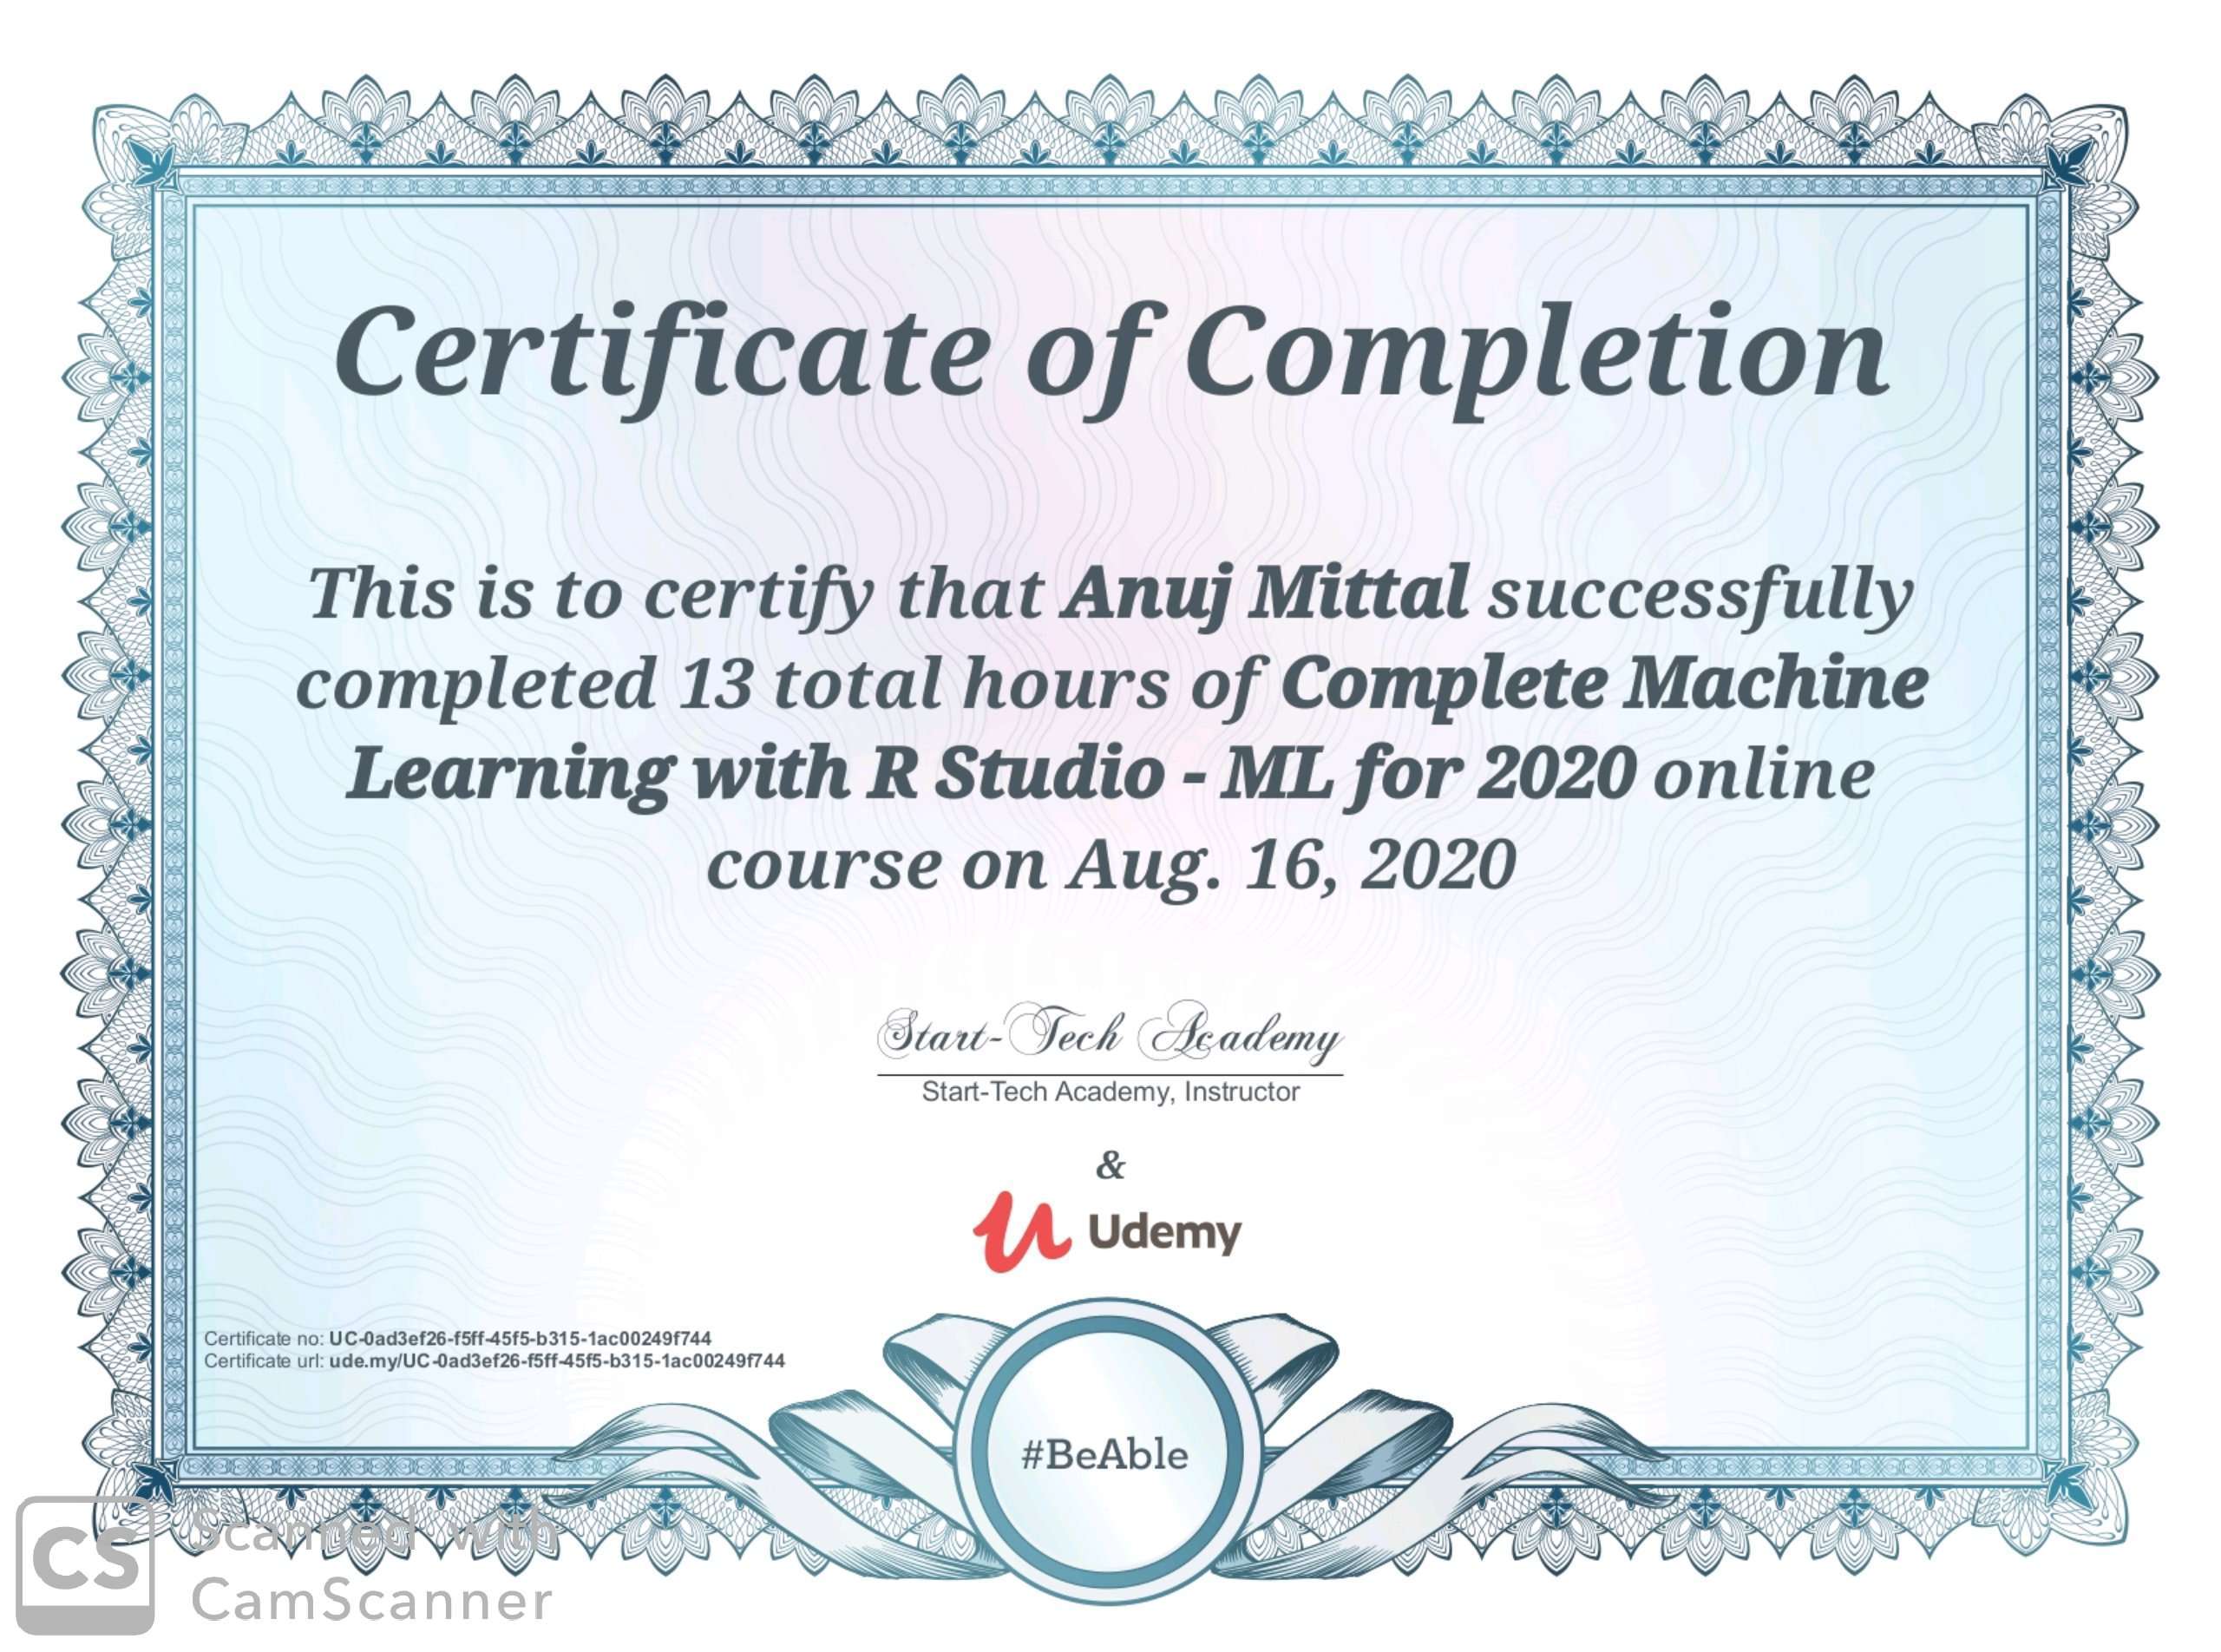 Certificate of Completion
This is to certify that Anuj Mittal successfully
completed 13 total hours of Complete Machine
Learning with R Studio - ML for 2020 online
course on Aug. 16, 2020
Start-Tech Academy
Start-Tech Academy, Instructor
&
Udemy
Certificate no: UC-0ad3ef26-f5ff-45f5-b315-1ac00249f744
Certificate url: ude.my/UC-0ad3ef26-f5ff-45f5-b315-1ac00249f744
#BeAble
CS
Scanned with
CamScanner